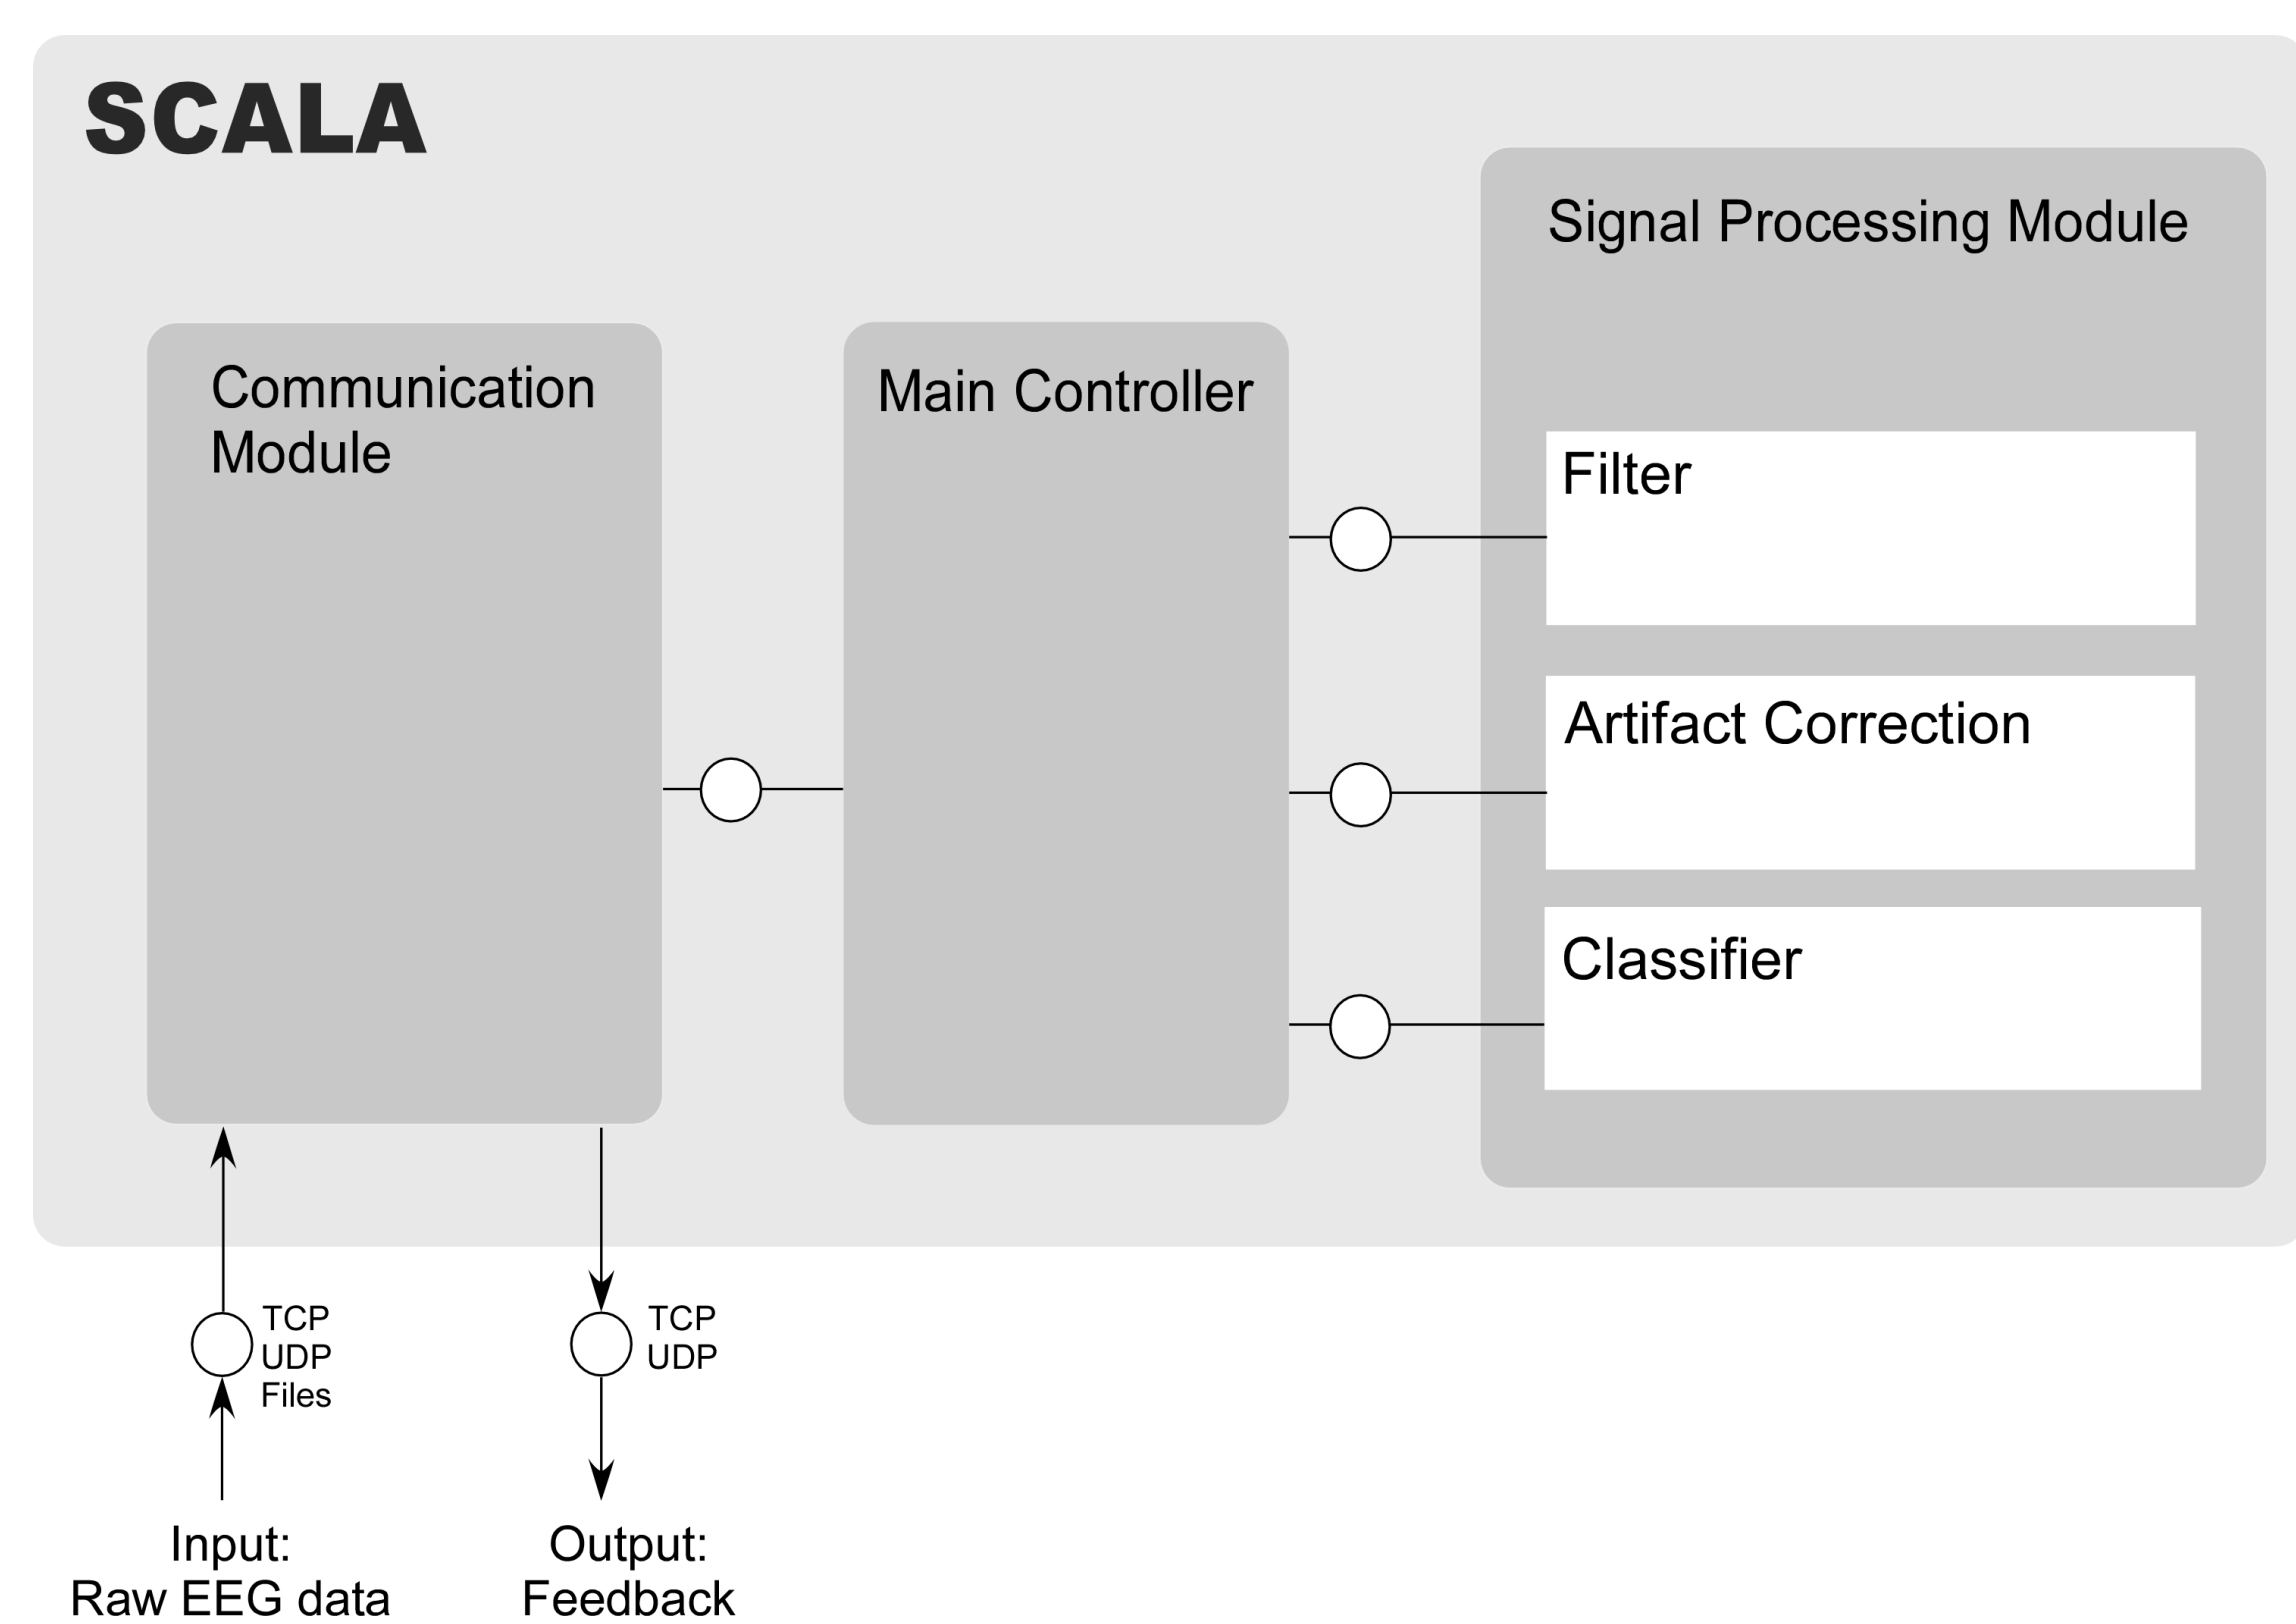 SCALA
Signal Processing Module
Communication
Module
Main Controller
Filter
Artifact Correction
Classifier
TCP
UDP
Files
TCP
UDP
Input:
Raw EEG data
Output:
Feedback